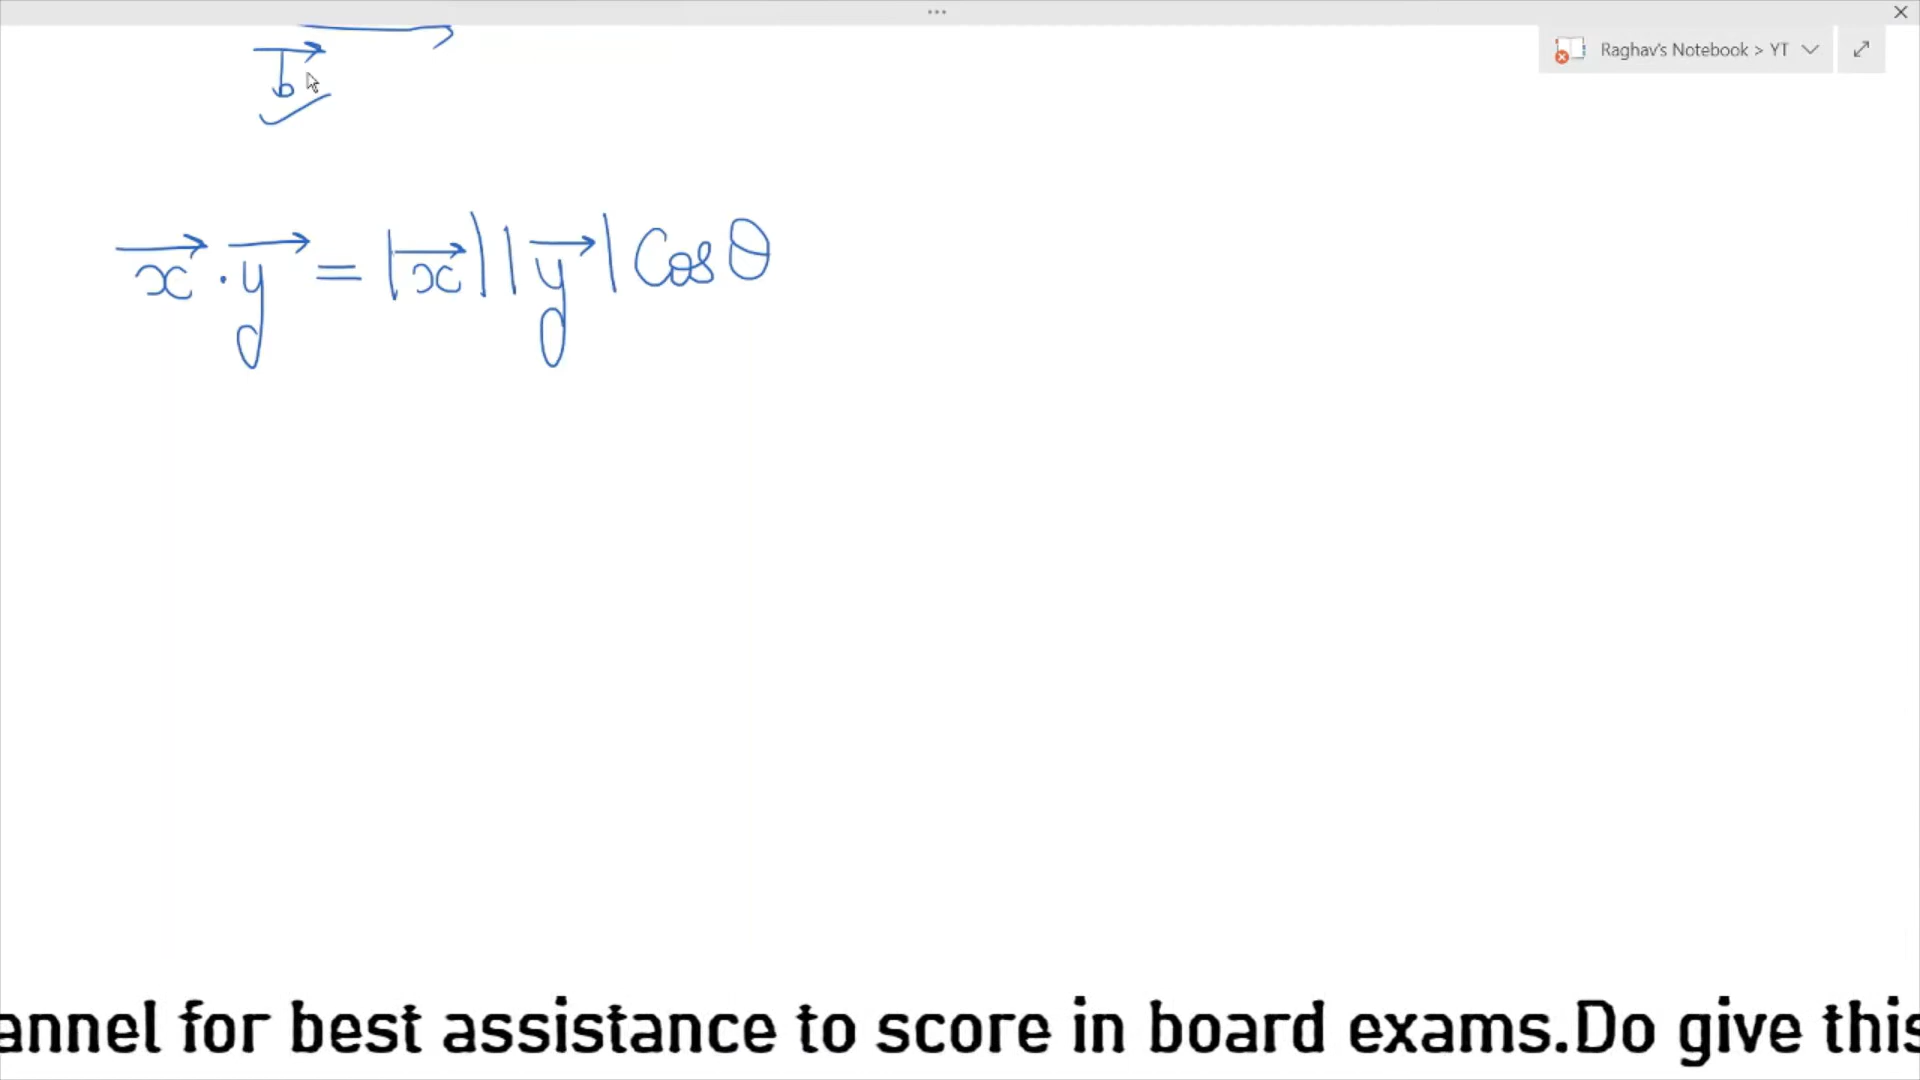 ...
Raghav's Notebook > YT
b⃗
x⃗ . y⃗ = |x⃗| |y⃗| Cos θ
annel for best assistance to score in board exams.Do give this